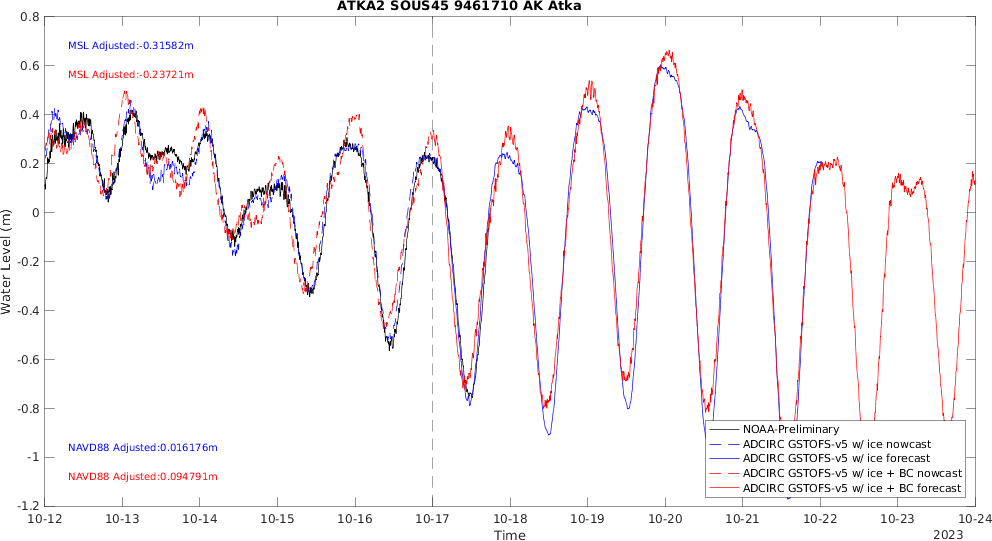 ATKA2 SOUS45 9461710 AK Atka
0.8
0.6
0.4
0.2
0
-0.2
-0.4
-0.6
-0.8
-1
-1.2
Water Level (m)
MSL Adjusted:-0.31582m
MSL Adjusted:-0.23721m
NAVD88 Adjusted:0.016176m
NAVD88 Adjusted:0.094791m
NOAA-Preliminary
ADCIRC GSTOFS-v5 w/ ice nowcast
ADCIRC GSTOFS-v5 w/ ice forecast
ADCIRC GSTOFS-v5 w/ ice + BC nowcast
ADCIRC GSTOFS-v5 w/ ice + BC forecast
10-12 10-13 10-14 10-15 10-16 10-17 10-18 10-19 10-20 10-21 10-22 10-23 10-24
Time
2023